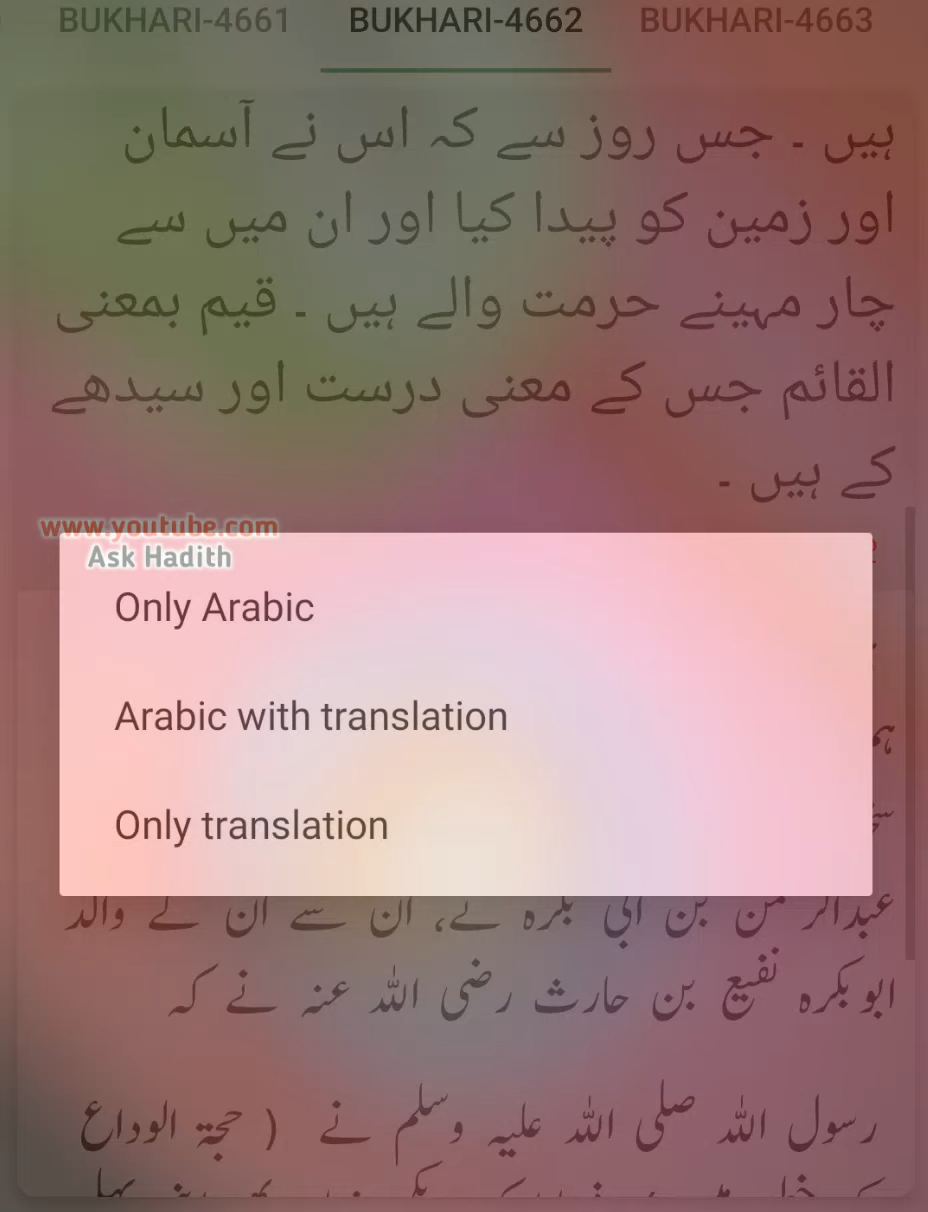 BUKHARI-4661 BUKHARI-4662 BUKHARI-4663
ہیں ۔ جس روز سے کہ اس نے آسمان
اور زمین کو پیدا کیا اور ان میں سے
چار مہینے حرمت والے ہیں ۔ قیم بمعنی
القائم جس کے معنی درست اور سیدھے
کے ہیں ۔
www.youtube.com
Ask Hadith
Only Arabic
Arabic with translation
Only translation
عبدالرحمٰن بن ابی بکرہ نے، ان سے ان کے والد
ابوبکرہ نفیع بن حارث رضی اللہ عنہ نے کہ
رسول اللہ صلی اللہ علیہ وسلم نے ( حجۃ الوداع